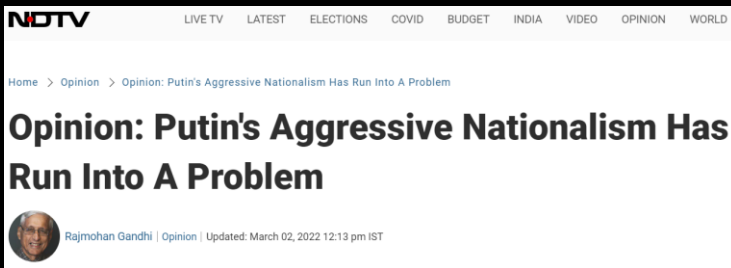 NDTV LIVE TV LATEST ELECTIONS COVID BUDGET INDIA VIDEO OPINION WORLD
Home > Opinion > Opinion: Putin's Aggressive Nationalism Has Run Into A Problem
Opinion: Putin's Aggressive Nationalism Has
Run Into A Problem
Rajmohan Gandhi | Opinion | Updated: March 02, 2022 12:13 pm IST